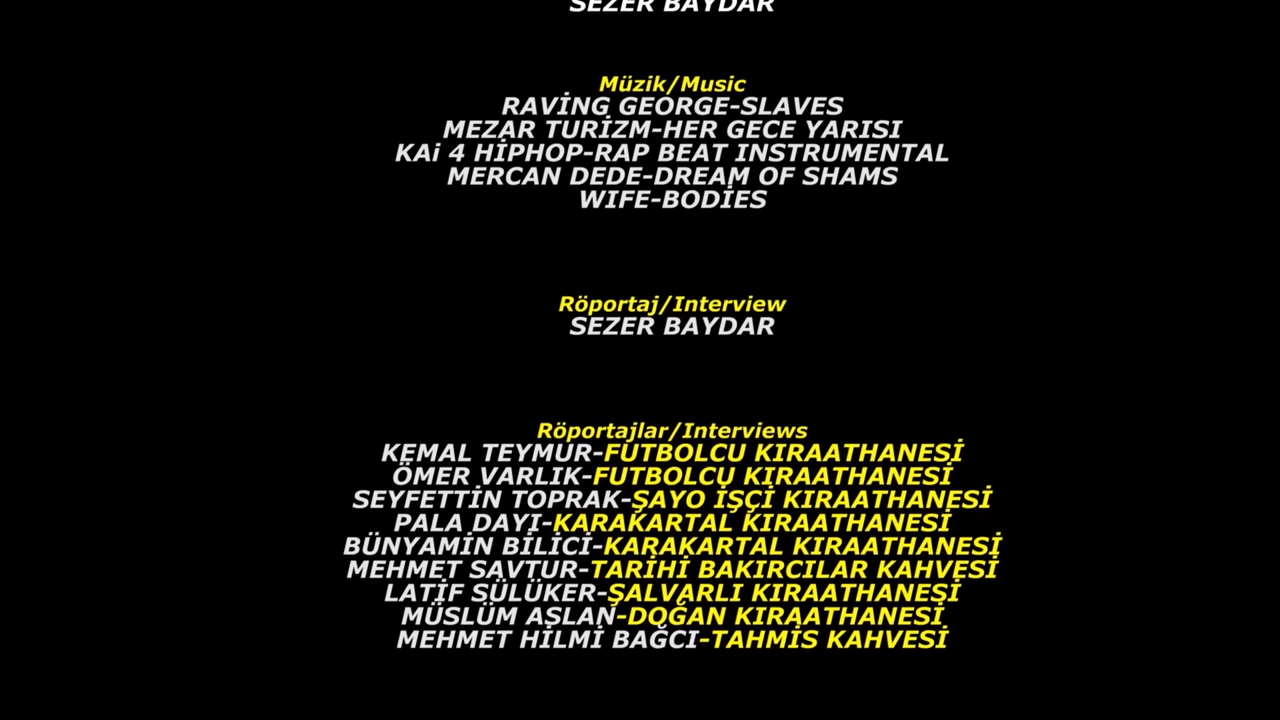 SEZER BAYDAR
Müzik/Music
RAVİNG GEORGE-SLAVES
MEZAR TURİZM-HER GECE YARISI
KAi 4 HİPHOP-RAP BEAT INSTRUMENTAL
MERCAN DEDE-DREAM OF SHAMS
WIFE-BODİES
Röportaj/Interview
SEZER BAYDAR
Röportajlar/Interviews
KEMAL TEYMUR-FUTBOLCU KIRAATHANESİ
ÖMER VARLIK-FUTBOLCU KIRAATHANESİ
SEYFETTİN TOPRAK-ŞAYO İŞÇİ KIRAATHANESİ
PALA DAYI-KARAKARTAL KIRAATHANESİ
BÜNYAMİN BİLİCİ-KARAKARTAL KIRAATHANESİ
MEHMET SAVTUR-TARİHİ BAKIRCILAR KAHVESİ
LATİF SÜLÜKER-ŞALVARLI KIRAATHANESİ
MÜSLÜM ASLAN-DOĞAN KIRAATHANESİ
MEHMET HİLMİ BAĞCI-TAHMİS KAHVESİ